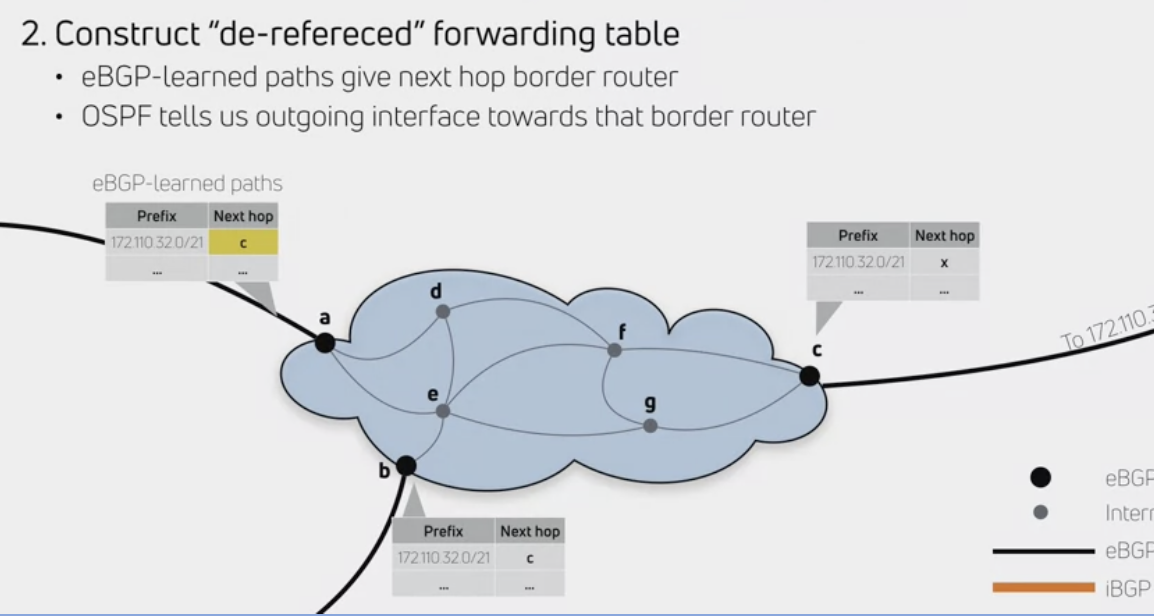 2. Construct “de-refereced” forwarding table
• eBGP-learned paths give next hop border router
• OSPF tells us outgoing interface towards that border router
eBGP-learned paths
Prefix Next hop
172.110.32.0/21 c
... ...
Prefix Next hop
172.110.32.0/21 x
... ...
To 172.110.3
a
d
f
c
e
g
b
Prefix Next hop
172.110.32.0/21 c
... ...
eBGP
Intern
eBGP
iBGP